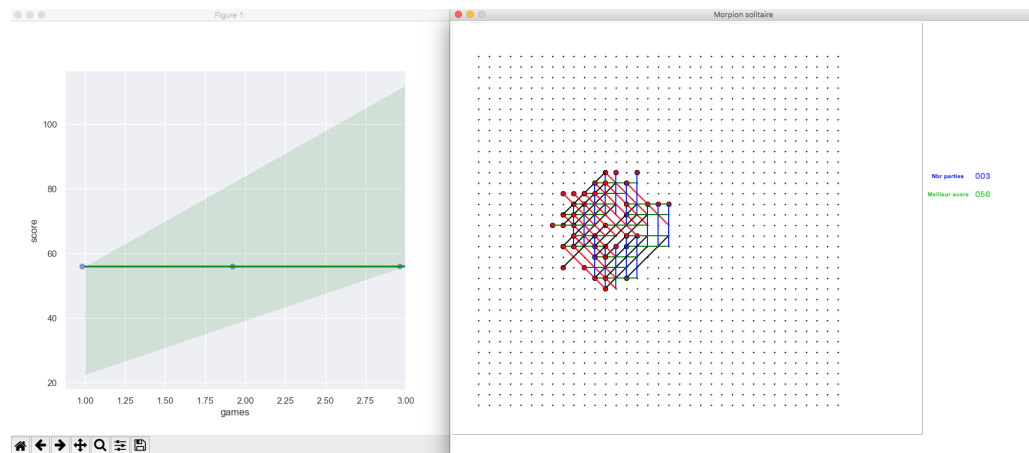 Figure 1
Morpion solitaire
100
80
60
40
20
score
1.00 1.25 1.50 1.75 2.00 2.25 2.50 2.75 3.00
games
Nbr parties 003
Meilleur score 056